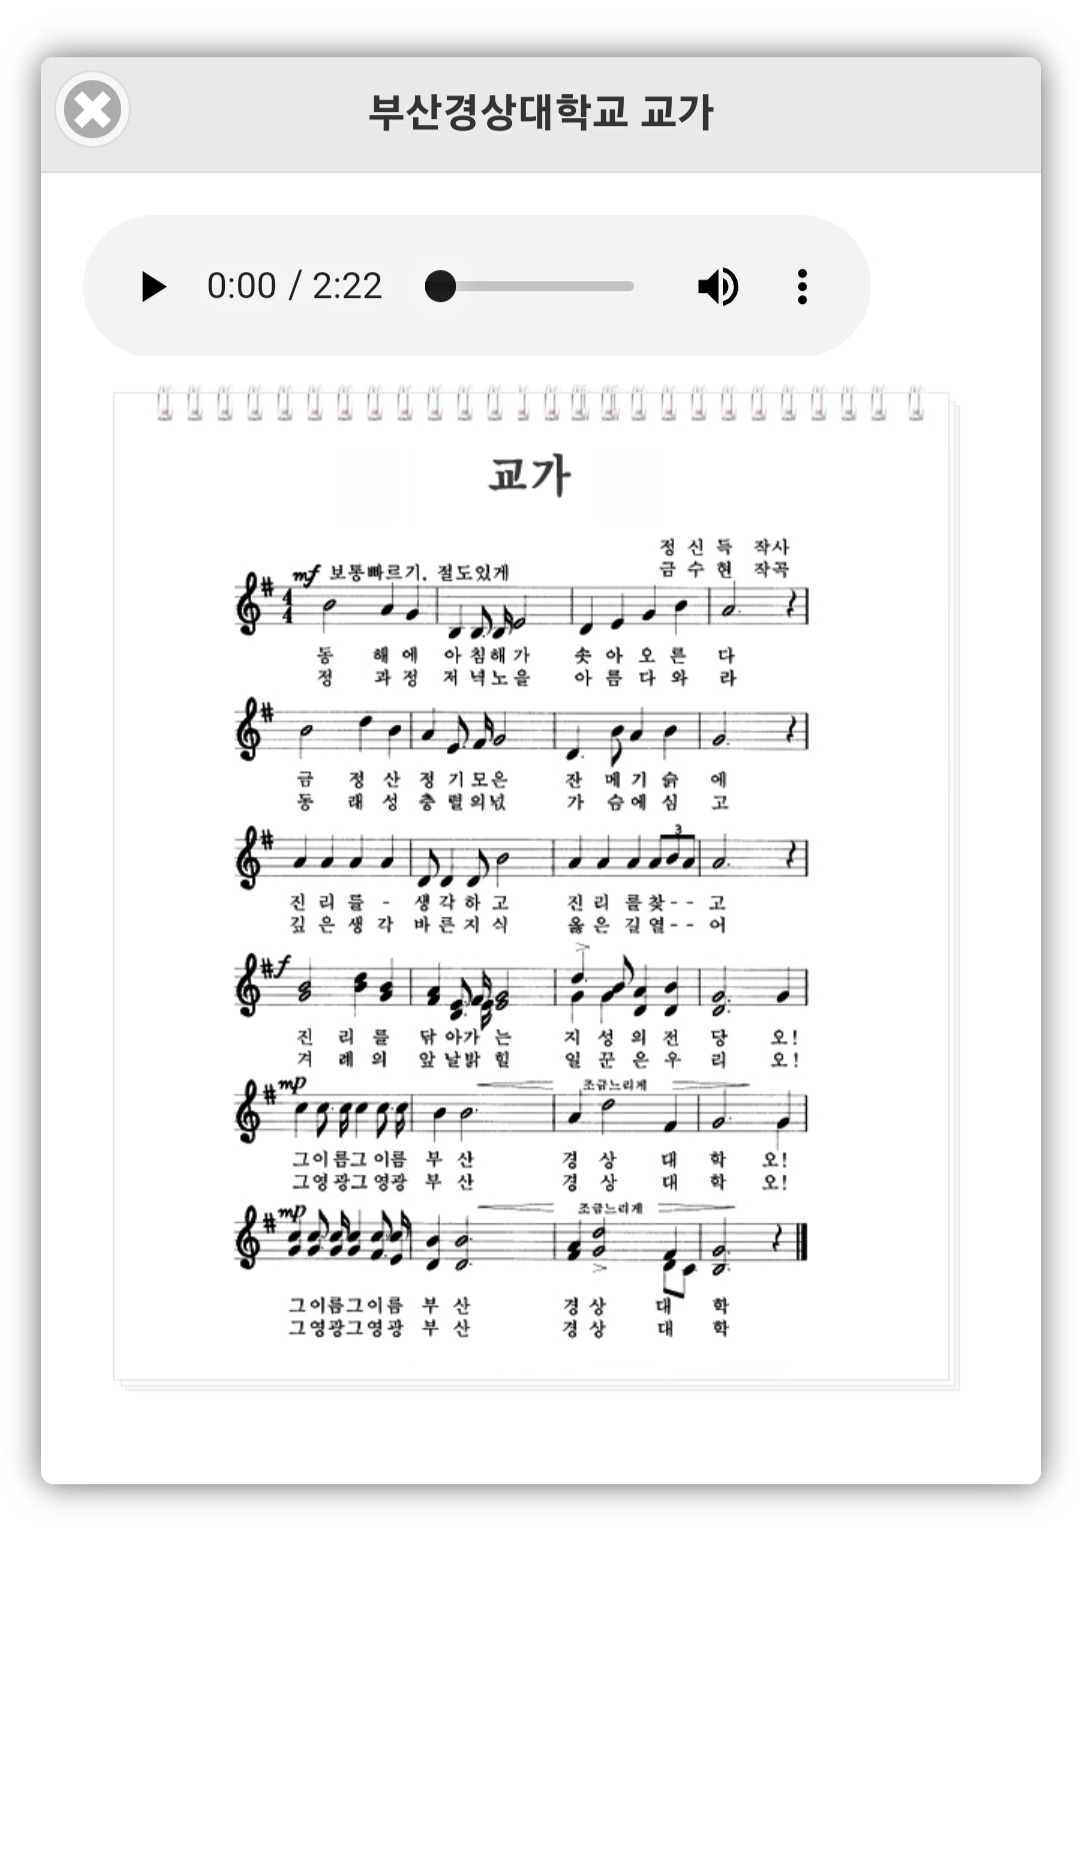 부산경상대학교 교가
0:00 / 2:22
교가
정 신 득 작사
mf 보통빠르기. 절도있게
금 수 현 작곡
동 해 에 아 침 해 가 솟 아 오 른 다
정 과 정 저 녁 노 을 아 름 다 와 라
금 정 산 정 기 모 은 잔 메 기 슭 에
동 래 성 충 렬 의 넋 가 슴 에 심 고
3
진 리 를 - 생 각 하 고 진 리 를 찾 - - 고
깊 은 생 각 바 른 지 식 옳 은 길 열 - - 어
f
진 리 를 닦 아 가 는 지 성 의 전 당 오!
겨 레 의 앞 날 밝 힐 일 꾼 은 우 리 오!
mp 조금느리게
그 이 름 그 이 름 부 산 경 상 대 학 오!
그 영 광 그 영 광 부 산 경 상 대 학 오!
mp 조금느리게
그 이 름 그 이 름 부 산 경 상 대 학
그 영 광 그 영 광 부 산 경 상 대 학